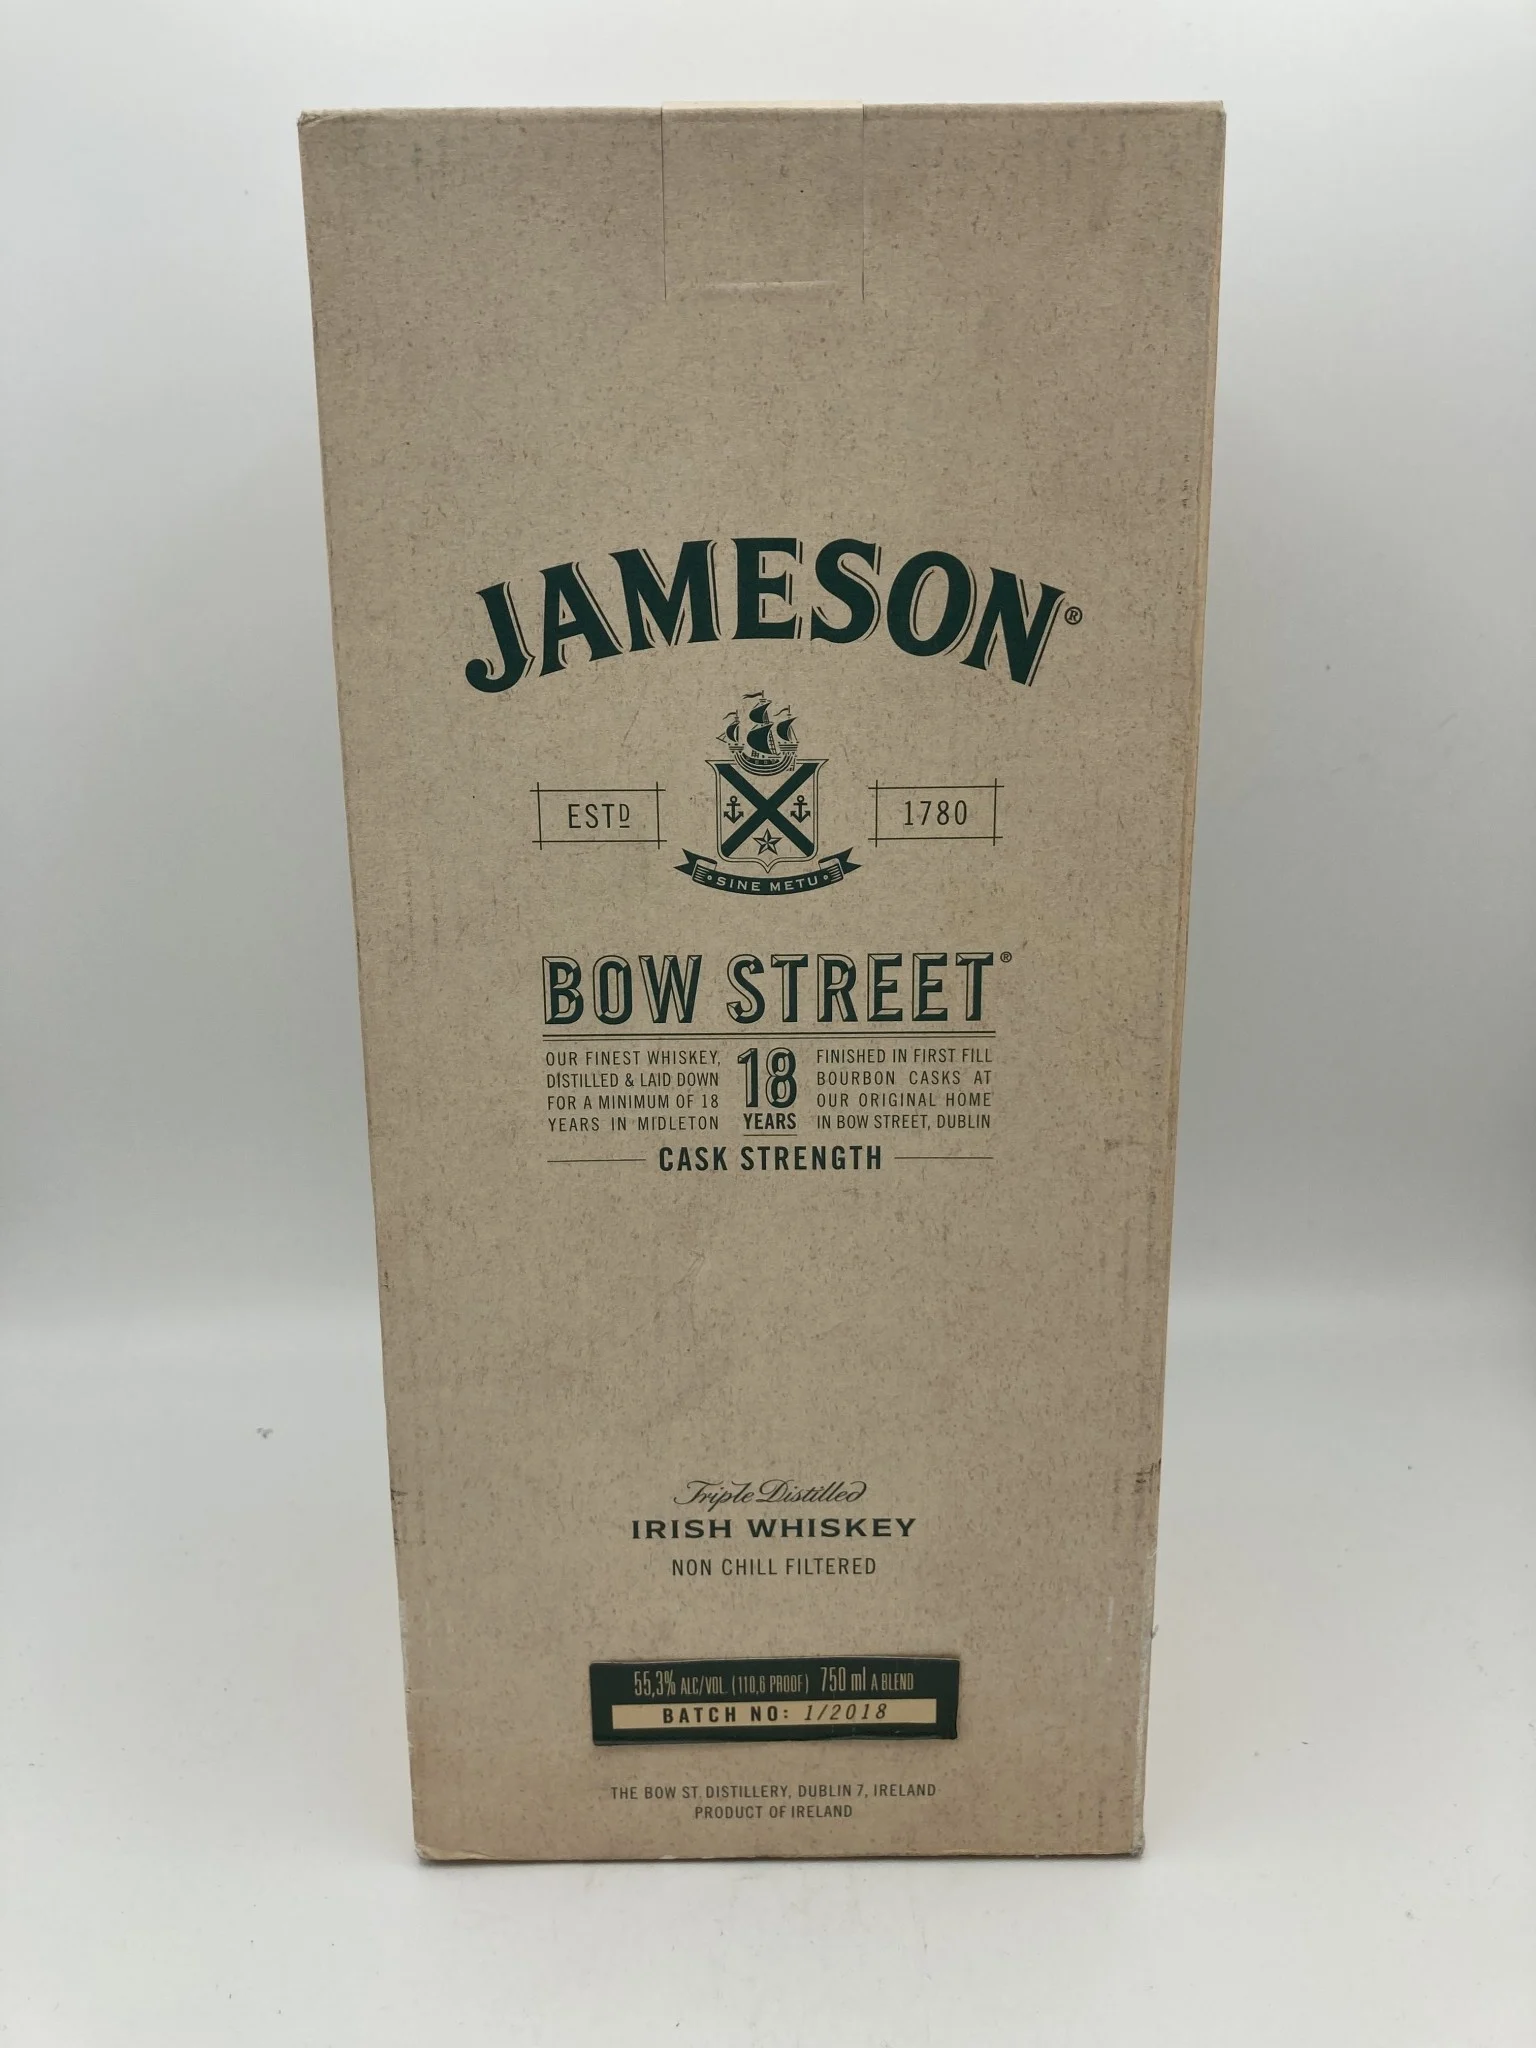 JAMESON®
ESTD 1780
SINE METU
BOW STREET®
OUR FINEST WHISKEY,
DISTILLED & LAID DOWN
FOR A MINIMUM OF 18
YEARS IN MIDLETON
18
YEARS
FINISHED IN FIRST FILL
BOURBON CASKS AT
OUR ORIGINAL HOME
IN BOW STREET, DUBLIN
CASK STRENGTH
Triple Distilled
IRISH WHISKEY
NON CHILL FILTERED
55,3% ALC/VOL. (110,6 PROOF) 750 ml A BLEND
BATCH NO: 1/2018
THE BOW ST. DISTILLERY, DUBLIN 7, IRELAND
PRODUCT OF IRELAND